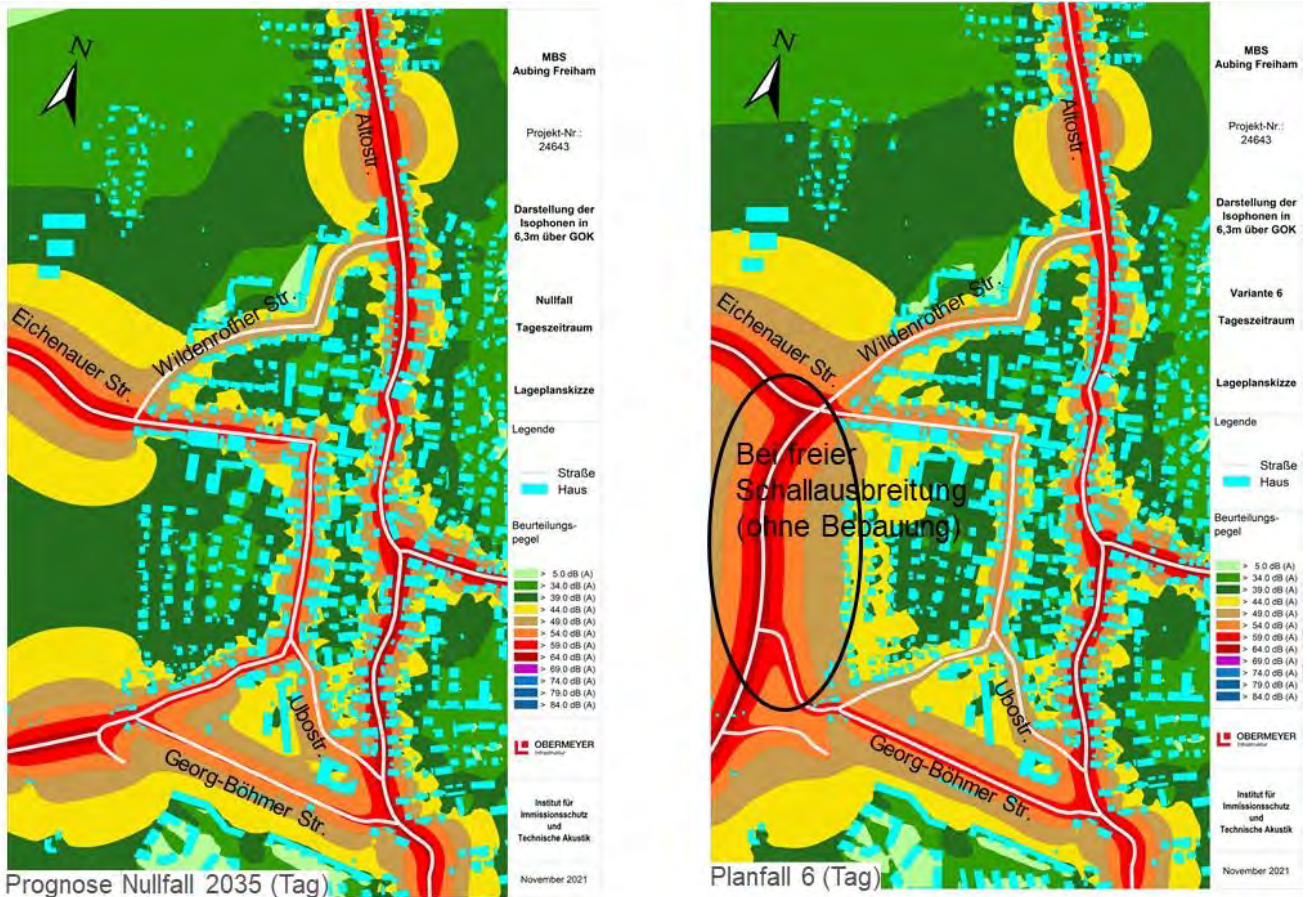 N
Altostr.
Wildenrother Str.
Eichenauer Str.
Ubostr.
Georg-Böhmer Str.
Prognose Nullfall 2035 (Tag)
MBS
Aubing Freiham
Projekt-Nr.:
24643
Darstellung der
Isophonen in
6,3m über GOK
Nullfall
Tageszeitraum
Lageplanskizze
Legende
Straße
Haus
Beurteilungs-
pegel
> 5.0 dB (A)
> 34.0 dB (A)
> 39.0 dB (A)
> 44.0 dB (A)
> 49.0 dB (A)
> 54.0 dB (A)
> 59.0 dB (A)
> 64.0 dB (A)
> 69.0 dB (A)
> 74.0 dB (A)
> 79.0 dB (A)
> 84.0 dB (A)
OBERMEYER
Infrastruktur
Institut für
Immissionsschutz
und
Technische Akustik
November 2021
N
Altostr.
Wildenrother Str.
Eichenauer Str.
Bei freier
Schallausbreitung
(ohne Bebauung)
Ubostr.
Georg-Böhmer Str.
Planfall 6 (Tag)
MBS
Aubing Freiham
Projekt-Nr.:
24643
Darstellung der
Isophonen in
6,3m über GOK
Variante 6
Tageszeitraum
Lageplanskizze
Legende
Straße
Haus
Beurteilungs-
pegel
> 5.0 dB (A)
> 34.0 dB (A)
> 39.0 dB (A)
> 44.0 dB (A)
> 49.0 dB (A)
> 54.0 dB (A)
> 59.0 dB (A)
> 64.0 dB (A)
> 69.0 dB (A)
> 74.0 dB (A)
> 79.0 dB (A)
> 84.0 dB (A)
OBERMEYER
Infrastruktur
Institut für
Immissionsschutz
und
Technische Akustik
November 2021